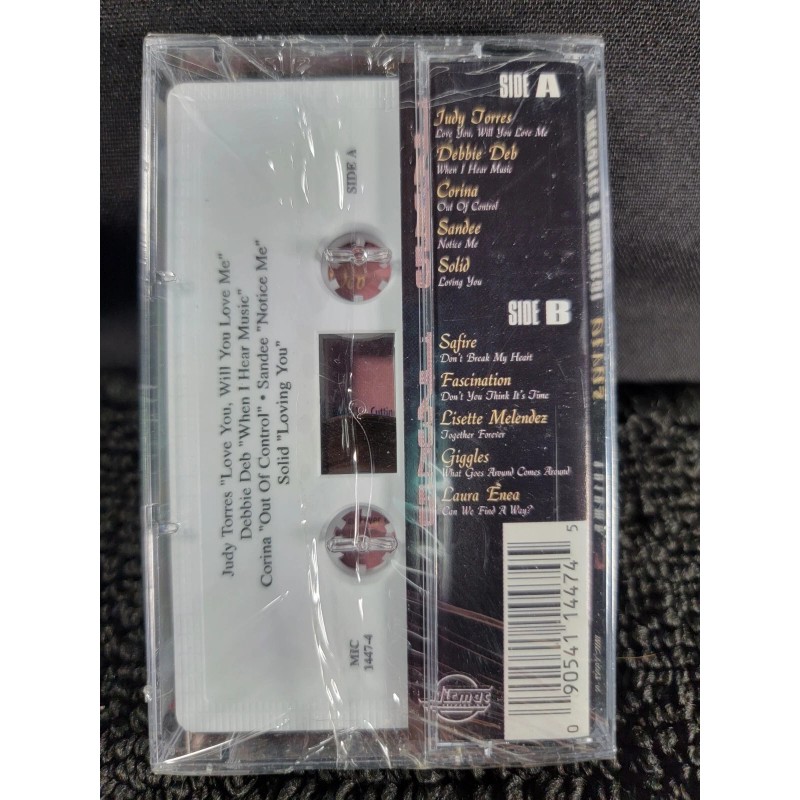 SIDE A
Judy Torres
Love You, Will You Love Me
Debbie Deb
When I Hear Music
Corina
Out Of Control
Sandee
Notice Me
Solid
Loving You
SIDE B
Safire
Don't Break My Heart
Fascination
Don't You Think It's Time
Lisette Melendez
Together Forever
Giggles
What Goes Around Comes Around
Laura Enea
Can We Find A Way?
0 90541 14474 5
Judy Torres "Love You, Will You Love Me"
Debbie Deb "When I Hear Music"
Corina "Out Of Control" • Sandee "Notice Me"
Solid "Loving You"
SIDE A
MIC
1447-4